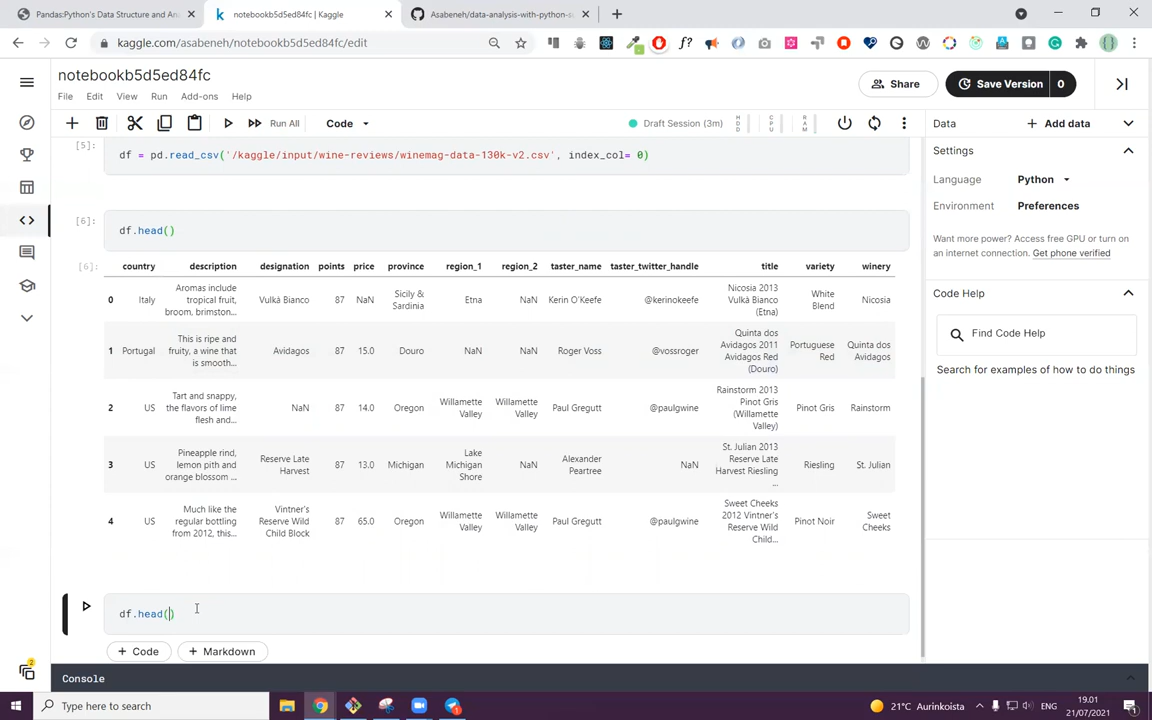 Pandas:Python's Data Structure and An
notebookb5d5ed84fc | Kaggle
Asabeneh/data-analysis-with-python-su
kaggle.com/asabeneh/notebookb5d5ed84fc/edit
notebookb5d5ed84fc
Share
Save Version
0
File Edit View Run Add-ons Help
Run All
Code
Draft Session (3m)
HDD
CPU
RAM
[5]:
df = pd.read_csv('/kaggle/input/wine-reviews/winemag-data-130k-v2.csv', index_col= 0)
[6]:
df.head()
[6]:
country description designation points price province region_1 region_2 taster_name taster_twitter_handle title variety winery
0 Italy Aromas include tropical fruit, broom, brimston... Vulkà Bianco 87 NaN Sicily & Sardinia Etna NaN Kerin O'Keefe @kerinokeefe Nicosia 2013 Vulkà Bianco (Etna) White Blend Nicosia
1 Portugal This is ripe and fruity, a wine that is smooth... Avidagos 87 15.0 Douro NaN NaN Roger Voss @vossroger Quinta dos Avidagos 2011 Avidagos Red (Douro) Portuguese Red Quinta dos Avidagos
2 US Tart and snappy, the flavors of lime flesh and... NaN 87 14.0 Oregon Willamette Valley Willamette Valley Paul Gregutt @paulgwine Rainstorm 2013 Pinot Gris (Willamette Valley) Pinot Gris Rainstorm
3 US Pineapple rind, lemon pith and orange blossom ... Reserve Late Harvest 87 13.0 Michigan Lake Michigan Shore NaN Alexander Peartree NaN St. Julian 2013 Reserve Late Harvest Riesling ... Riesling St. Julian
4 US Much like the regular bottling from 2012, this... Vintner's Reserve Wild Child Block 87 65.0 Oregon Willamette Valley Willamette Valley Paul Gregutt @paulgwine Sweet Cheeks 2012 Vintner's Reserve Wild Child... Pinot Noir Sweet Cheeks
df.head()
+ Code
+ Markdown
Console
Data
+ Add data
Settings
Language Python
Environment Preferences
Want more power? Access free GPU or turn on
an internet connection. Get phone verified
Code Help
Find Code Help
Search for examples of how to do things
Type here to search
21°C Aurinkoista
ENG
19.01
21/07/2021